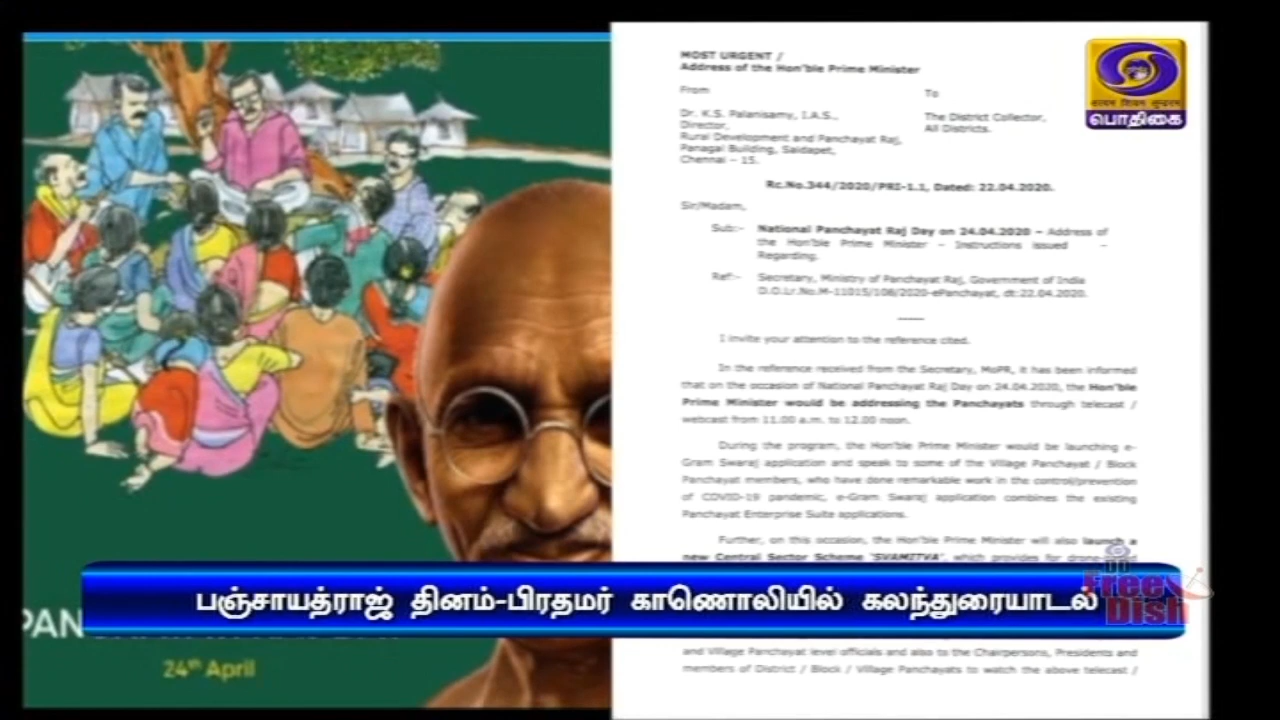 MOST URGENT /
Address of the Hon'ble Prime Minister
From
To
Dr. K.S. Palanisamy, I.A.S.,
Director,
Rural Development and Panchayat Raj,
Panagal Building, Saidapet,
Chennai – 15.
The District Collector,
All Districts.
Rc.No.344/2020/PRI-1.1, Dated: 22.04.2020.
Sir/Madam,
Sub:- National Panchayat Raj Day on 24.04.2020 – Address of
the Hon'ble Prime Minister – Instructions issued –
Regarding.
Ref:- Secretary, Ministry of Panchayat Raj, Government of India
D.O.Lr.No.M-11015/108/2020-ePanchayat, dt:22.04.2020.
I invite your attention to the reference cited.
In the reference received from the Secretary, MoPR, it has been informed
that on the occasion of National Panchayat Raj Day on 24.04.2020, the Hon'ble
Prime Minister would be addressing the Panchayats through telecast /
webcast from 11.00 a.m. to 12.00 noon.
During the program, the Hon'ble Prime Minister would be launching e-
Gram Swaraj application and speak to some of the Village Panchayat / Block
Panchayat members, who have done remarkable work in the control/prevention
of COVID-19 pandemic, e-Gram Swaraj application combines the existing
Panchayat Enterprise Suite applications.
Further, on this occasion, the Hon'ble Prime Minister will also launch a
new Central Sector Scheme 'SVAMITVA', which provides for
and Village Panchayat level officials and also to the Chairpersons, Presidents and
members of District / Block / Village Panchayats to watch the above telecast /
सत्यम शिवम सुन्दरम
பொதிகை
பஞ்சாயத்ராஜ் தினம்-பிரதமர் காணொலியில் கலந்துரையாடல்
DD
Free
Dish
24th April